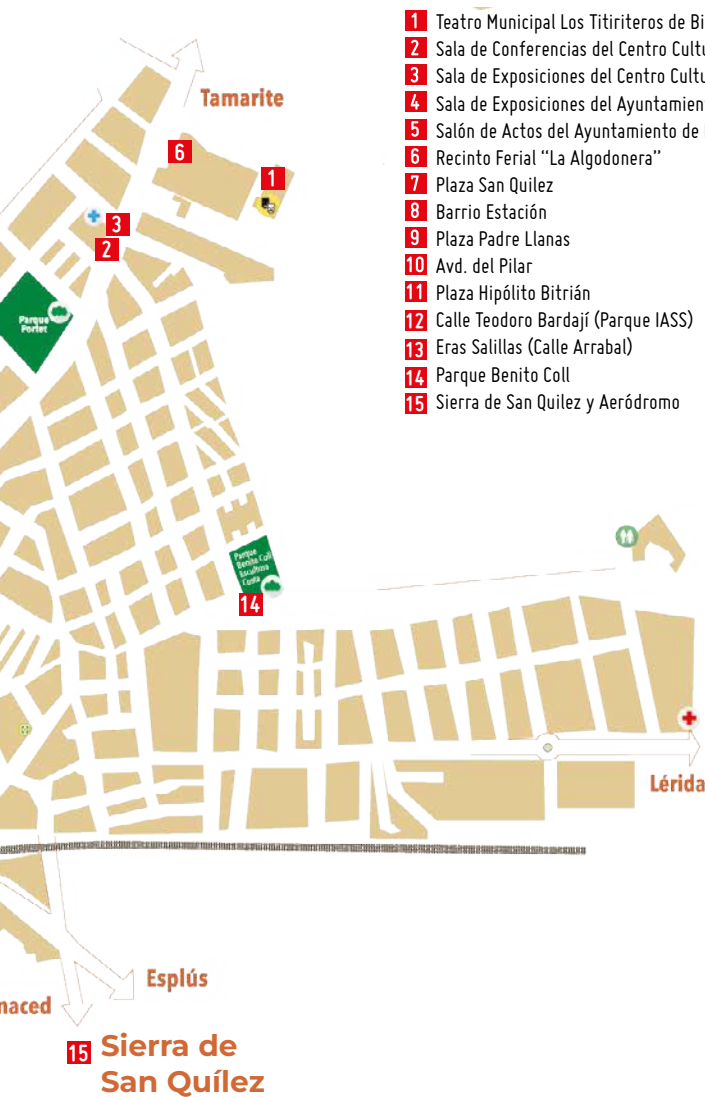 1 Teatro Municipal Los Titiriteros de Bi
2 Sala de Conferencias del Centro Cultu
3 Sala de Exposiciones del Centro Cultu
4 Sala de Exposiciones del Ayuntamien
5 Salón de Actos del Ayuntamiento de
6 Recinto Ferial “La Algodonera”
7 Plaza San Quilez
8 Barrio Estación
9 Plaza Padre Llanas
10 Avd. del Pilar
11 Plaza Hipólito Bitrián
12 Calle Teodoro Bardají (Parque IASS)
13 Eras Salillas (Calle Arrabal)
14 Parque Benito Coll
15 Sierra de San Quilez y Aeródromo
Tamarite
6
1
3
2
Parque
Portet
Parque
Benito Coll
Escultura
Conta
14
Lérida
Esplús
naced
15 Sierra de
San Quílez